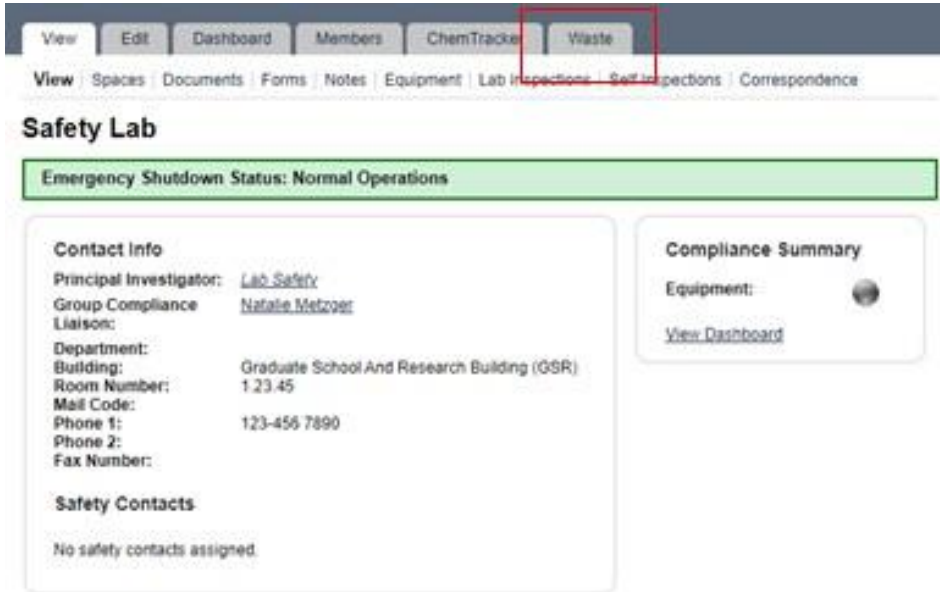 View Edit Dashboard Members ChemTracker Waste
View Spaces Documents Forms Notes Equipment Lab Inspections Self Inspections Correspondence
Safety Lab
Emergency Shutdown Status: Normal Operations
Contact Info
Principal Investigator: Lab Safety
Group Compliance Liaison: Natalie Metzger
Department:
Building: Graduate School And Research Building (GSR)
Room Number: 1.23.45
Mail Code:
Phone 1: 123-456 7890
Phone 2:
Fax Number:
Safety Contacts
No safety contacts assigned.
Compliance Summary
Equipment:
View Dashboard